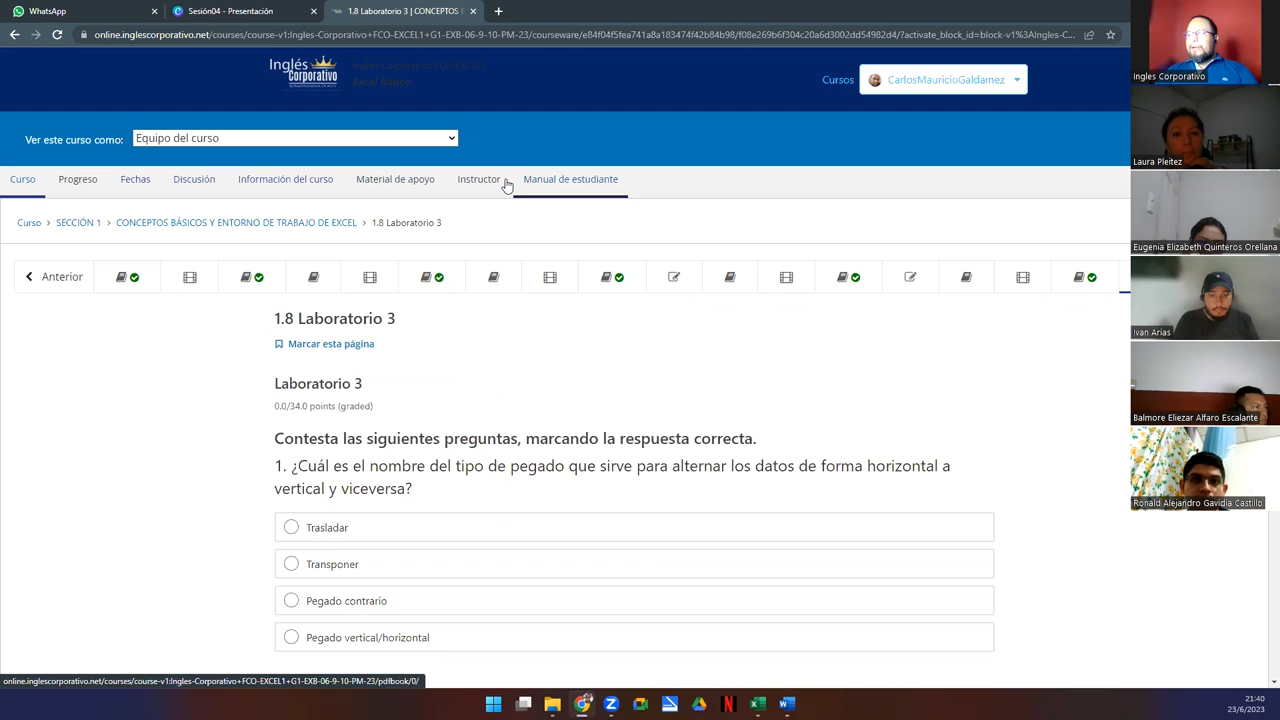 WhatsApp
Sesión04 - Presentación
1.8 Laboratorio 3 | CONCEPTOS E
online.inglescorporativo.net/courses/course-v1:Ingles-Corporativo+FCO-EXCEL1+G1-EXB-06-9-10-PM-23/courseware/e84f04f5fea741a8a183474f42b84b98/f08e269b6f304c20a6d3002dd54982d4/?activate_block_id=block-v1%3AIngles-C...
Inglés
Corporativo
Ingles-Corporativo: FCO-EXCEL1
Excel Básico
Cursos
CarlosMauricioGaldamez
Ver este curso como:
Equipo del curso
Curso
Progreso
Fechas
Discusión
Información del curso
Material de apoyo
Instructor
Manual de estudiante
Curso > SECCIÓN 1 > CONCEPTOS BÁSICOS Y ENTORNO DE TRABAJO DE EXCEL > 1.8 Laboratorio 3
Anterior
1.8 Laboratorio 3
Marcar esta página
Laboratorio 3
0.0/34.0 points (graded)
Contesta las siguientes preguntas, marcando la respuesta correcta.
1. ¿Cuál es el nombre del tipo de pegado que sirve para alternar los datos de forma horizontal a
vertical y viceversa?
Trasladar
Transponer
Pegado contrario
Pegado vertical/horizontal
online.inglescorporativo.net/courses/course-v1:Ingles-Corporativo+FCO-EXCEL1+G1-EXB-06-9-10-PM-23/pdfbook/0/
Ingles Corporativo
Laura Pleitez
Eugenia Elizabeth Quinteros Orellana
Ivan Arias
Balmore Eliezar Alfaro Escalante
Ronald Alejandro Gavidia Castillo
21:40
23/6/2023